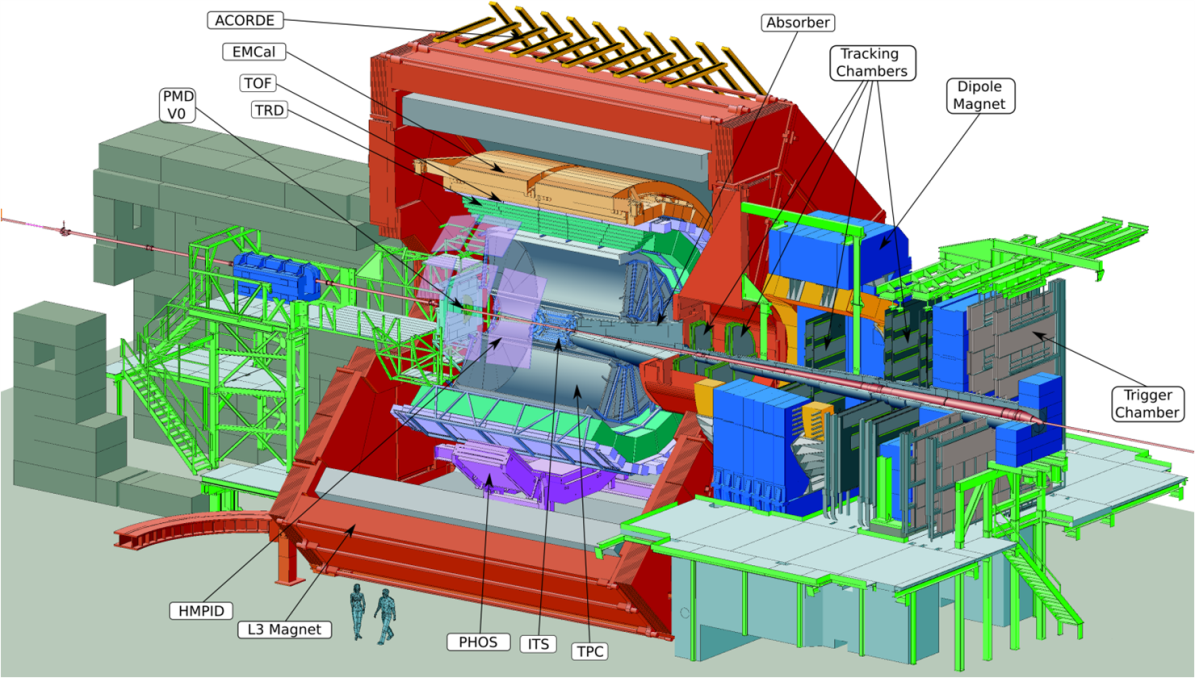 ACORDE
Absorber
EMCal
Tracking
Chambers
TOF
Dipole
Magnet
PMD
V0
TRD
Trigger
Chamber
HMPID
L3 Magnet
PHOS
ITS
TPC